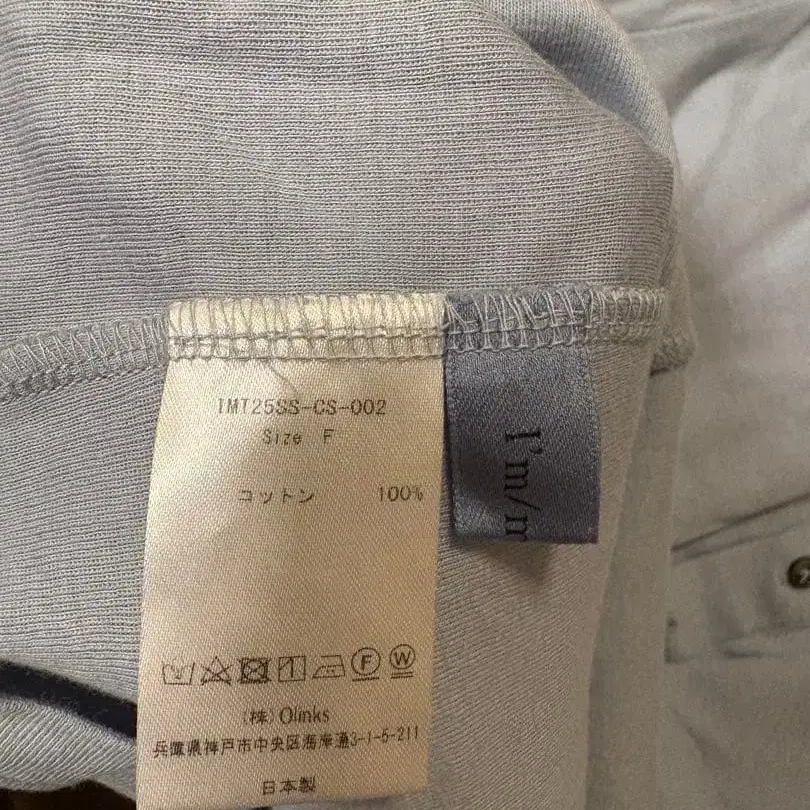 IMT25SS-CS-002
Size F
コットン 100%
F W
(株)Olinks
兵庫県神戸市中央区海岸通3-1-5-211
日本製
I'm/m